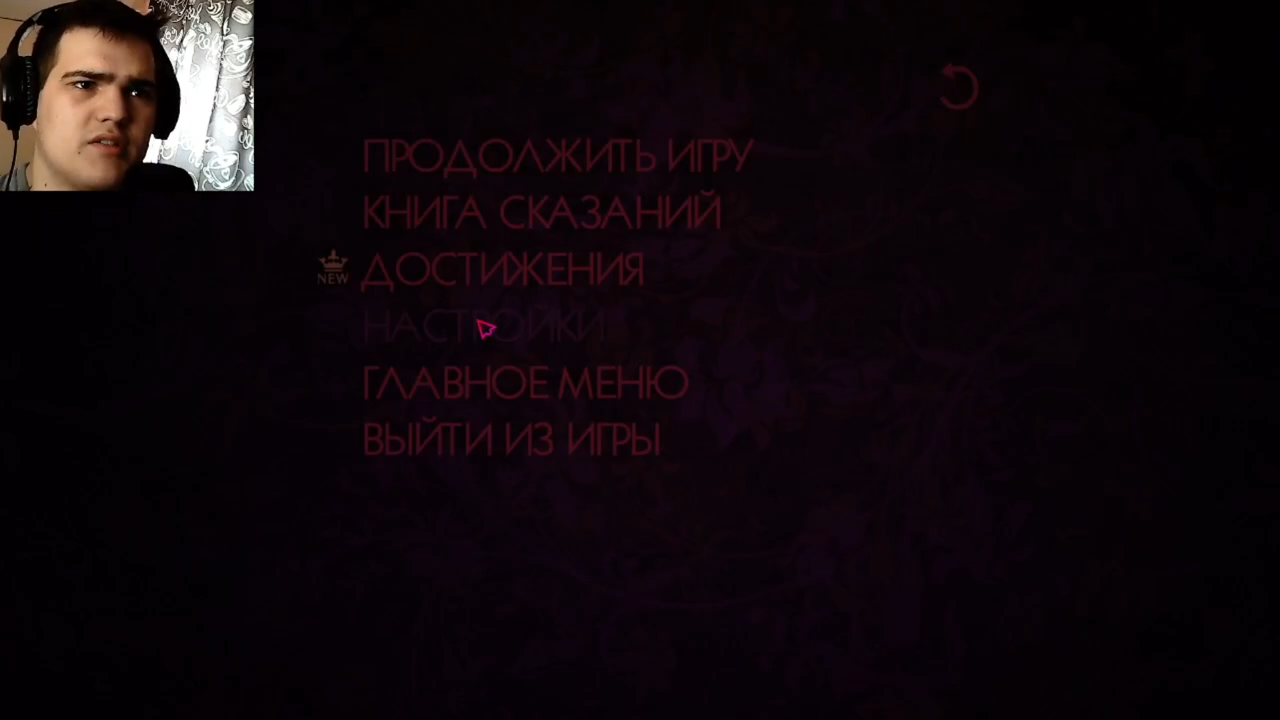 ПРОДОЛЖИТЬ ИГРУ
КНИГА СКАЗАНИЙ
NEW ДОСТИЖЕНИЯ
НАСТРОЙКИ
ГЛАВНОЕ МЕНЮ
ВЫЙТИ ИЗ ИГРЫ